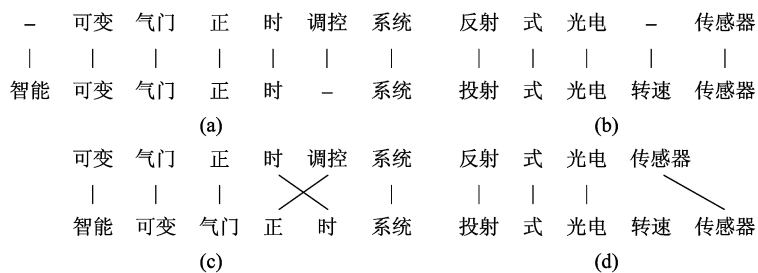 – 可变 气门 正 时 调控 系统 反射 式 光电 – 传感器
智能 可变 气门 正 时 – 系统 投射 式 光电 转速 传感器
(a) (b)
可变 气门 正 时 调控 系统 反射 式 光电 传感器
智能 可变 气门 正 时 系统 投射 式 光电 转速 传感器
(c) (d)